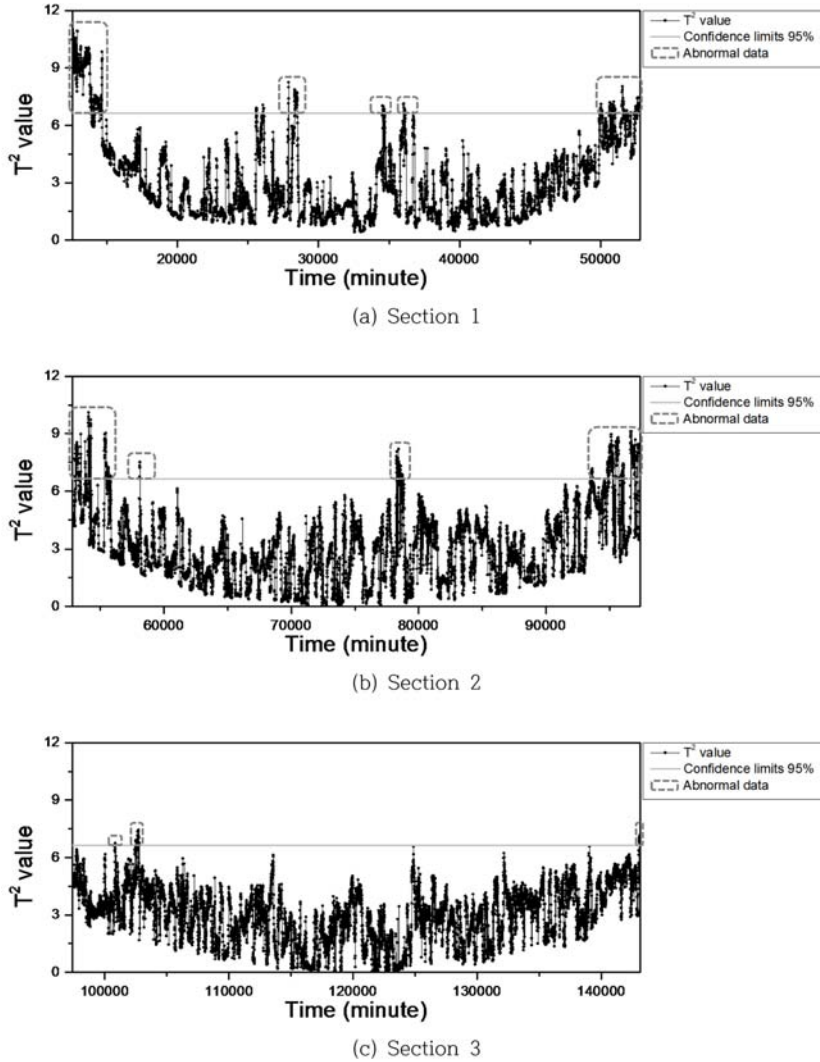 12
9
6
3
0
T² value
20000 30000 40000 50000
Time (minute)
T² value
Confidence limits 95%
Abnormal data
(a) Section 1
12
9
6
3
0
T² value
60000 70000 80000 90000
Time (minute)
T² value
Confidence limits 95%
Abnormal data
(b) Section 2
12
9
6
3
0
T² value
100000 110000 120000 130000 140000
Time (minute)
T² value
Confidence limits 95%
Abnormal data
(c) Section 3